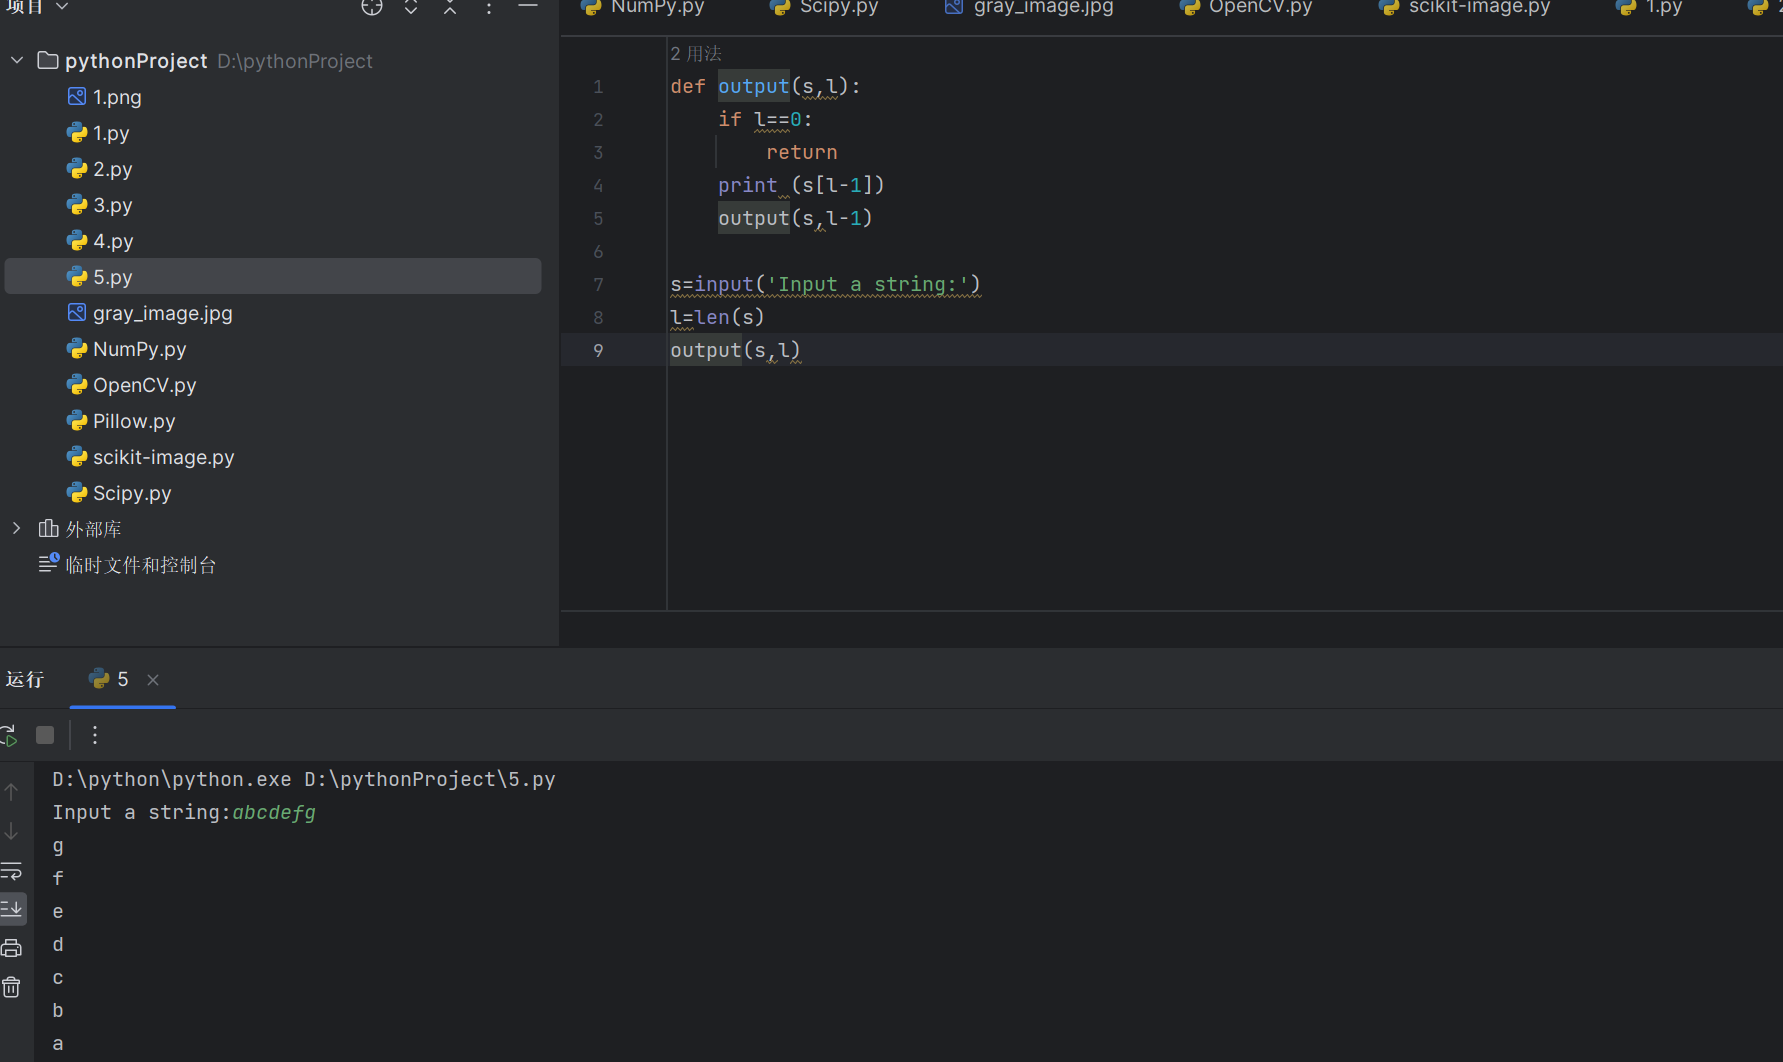 项目
pythonProject D:\pythonProject
1.png
1.py
2.py
3.py
4.py
5.py
gray_image.jpg
NumPy.py
OpenCV.py
Pillow.py
scikit-image.py
Scipy.py
外部库
临时文件和控制台
NumPy.py Scipy.py gray_image.jpg OpenCV.py scikit-image.py 1.py
2 用法
1 def output(s,l):
2 if l==0:
3 return
4 print (s[l-1])
5 output(s,l-1)
6
7 s=input('Input a string:')
8 l=len(s)
9 output(s,l)
运行 5
D:\python\python.exe D:\pythonProject\5.py
Input a string:abcdefg
g
f
e
d
c
b
a